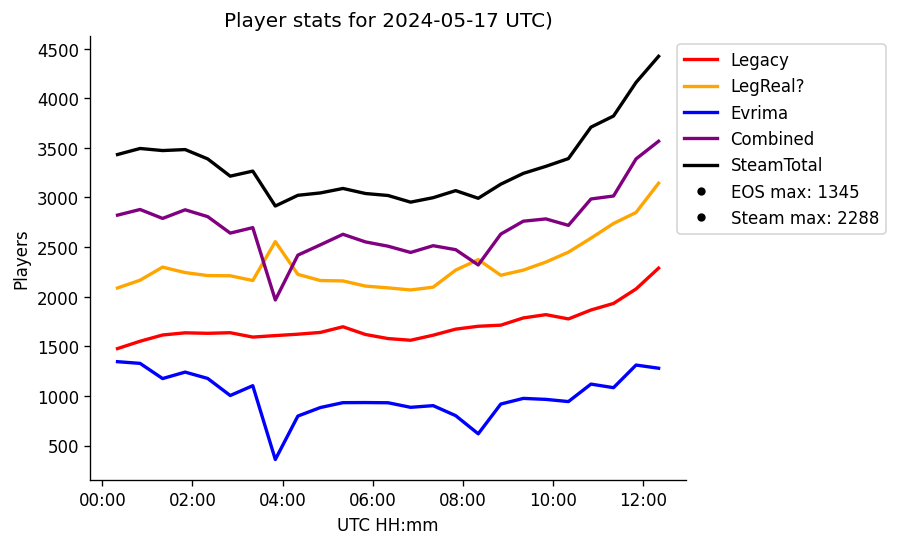 Player stats for 2024-05-17 UTC)
Players
4500
4000
3500
3000
2500
2000
1500
1000
500
00:00 02:00 04:00 06:00 08:00 10:00 12:00
UTC HH:mm
Legacy
LegReal?
Evrima
Combined
SteamTotal
EOS max: 1345
Steam max: 2288